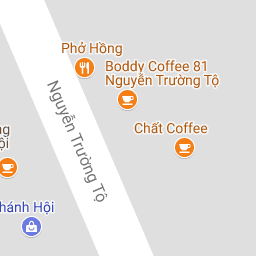 Phở Hồng
Boddy Coffee 81
Nguyễn Trường Tộ
Nguyễn Trường Tộ
Chất Coffee
hánh Hội